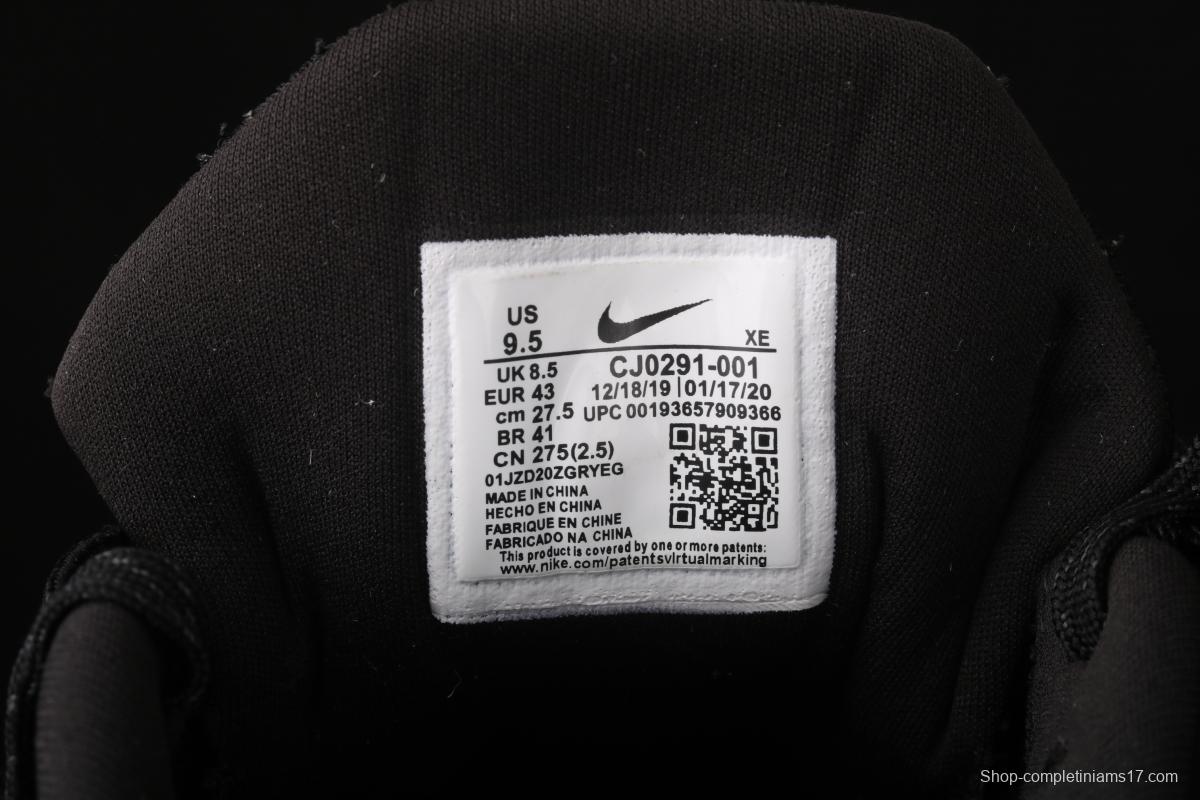 US
9.5
XE
UK 8.5
EUR 43
cm 27.5
BR 41
CN 275(2.5)
CJ0291-001
12/18/19 | 01/17/20
UPC 00193657909366
01JZD20ZGRYEG
MADE IN CHINA
HECHO EN CHINA
FABRIQUE EN CHINE
FABRICADO NA CHINA
This product is covered by one or more patents:
www.nike.com/patentsvirtualmarking
Shop-completiniams17.com